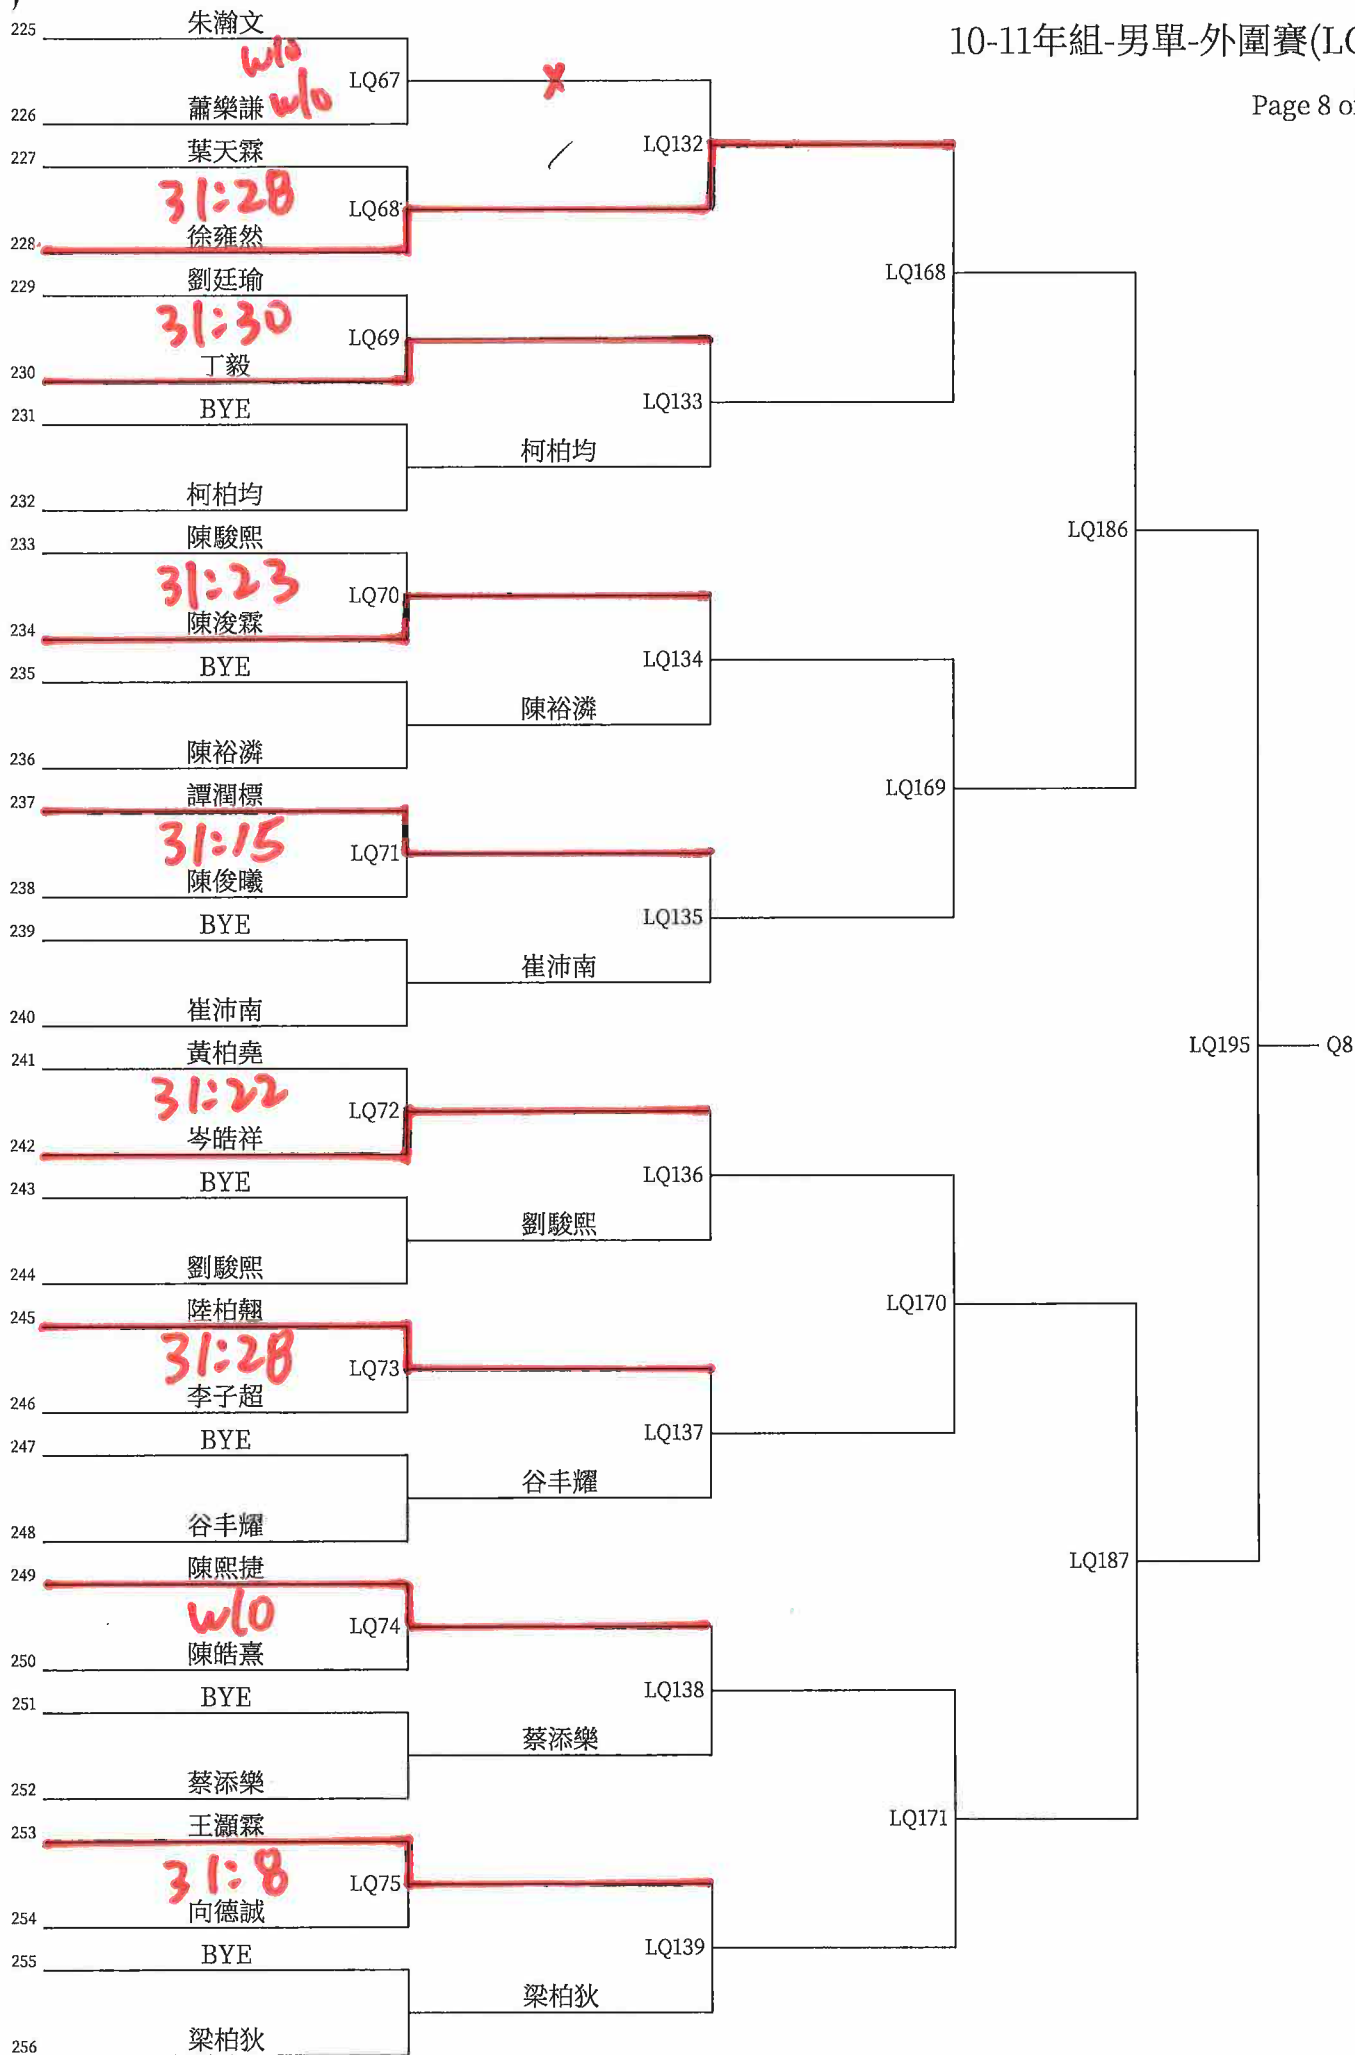 10-11年組-男單-外圍賽(LQ
Page 8 of
225 朱瀚文
w/o
LQ67
X
226 蕭樂謙 w/o
227 葉天霖
LQ132
31:28
LQ68
228 徐雍然
LQ168
229 劉廷瑜
31:30
LQ69
230 丁毅
LQ133
231 BYE
柯柏均
232 柯柏均
LQ186
233 陳駿熙
31:23
LQ70
234 陳浚霖
LQ134
235 BYE
陳裕潾
236 陳裕潾
LQ169
237 譚潤標
31:15
LQ71
238 陳俊曦
LQ135
239 BYE
崔沛南
240 崔沛南
LQ195 Q8
241 黃柏堯
31:22
LQ72
242 岑皓祥
LQ136
243 BYE
劉駿熙
244 劉駿熙
LQ170
245 陸柏翹
31:28
LQ73
246 李子超
LQ137
247 BYE
谷丰耀
248 谷丰耀
LQ187
249 陳熙捷
w/o
LQ74
250 陳皓熹
LQ138
251 BYE
蔡添樂
252 蔡添樂
LQ171
253 王灝霖
31:8
LQ75
254 向德誠
LQ139
255 BYE
梁柏狄
256 梁柏狄